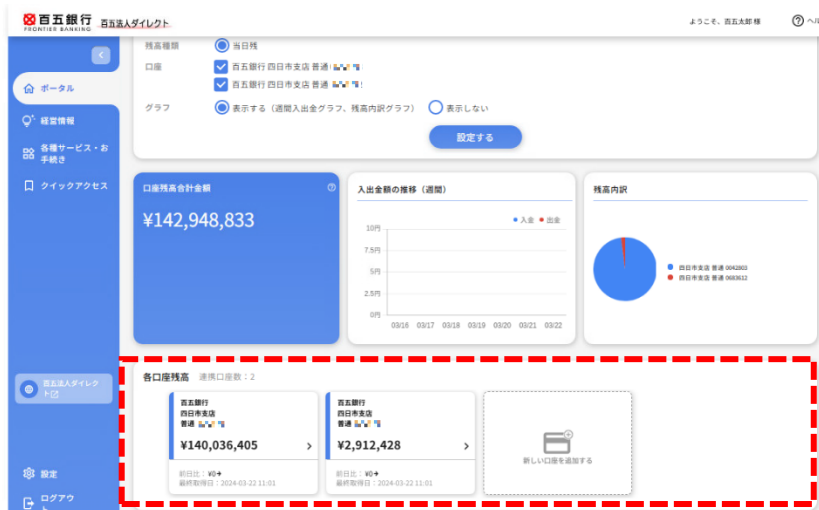 百五銀行 百五法人ダイレクト
FRONTIER BANKING
ようこそ、百五太郎 様
残高種類 当日残
口座 百五銀行 四日市支店 普通
百五銀行 四日市支店 普通
グラフ 表示する（週間入出金グラフ、残高内訳グラフ） 表示しない
設定する
ポータル
経営情報
各種サービス・お
手続き
クイックアクセス
百五法人ダイレク
ト
設定
ログアウ
ト
口座残高合計金額
¥142,948,833
入出金額の推移（週間）
入金 出金
10円
7.5円
5円
2.5円
0円
03/16 03/17 03/18 03/19 03/20 03/21 03/22
残高内訳
四日市支店 普通 0042803
四日市支店 普通 0683612
各口座残高 連携口座数：2
百五銀行
四日市支店
普通
¥140,036,405
前日比：¥0
最終取得日：2024-03-22 11:01
百五銀行
四日市支店
普通
¥2,912,428
前日比：¥0
最終取得日：2024-03-22 11:01
新しい口座を追加する